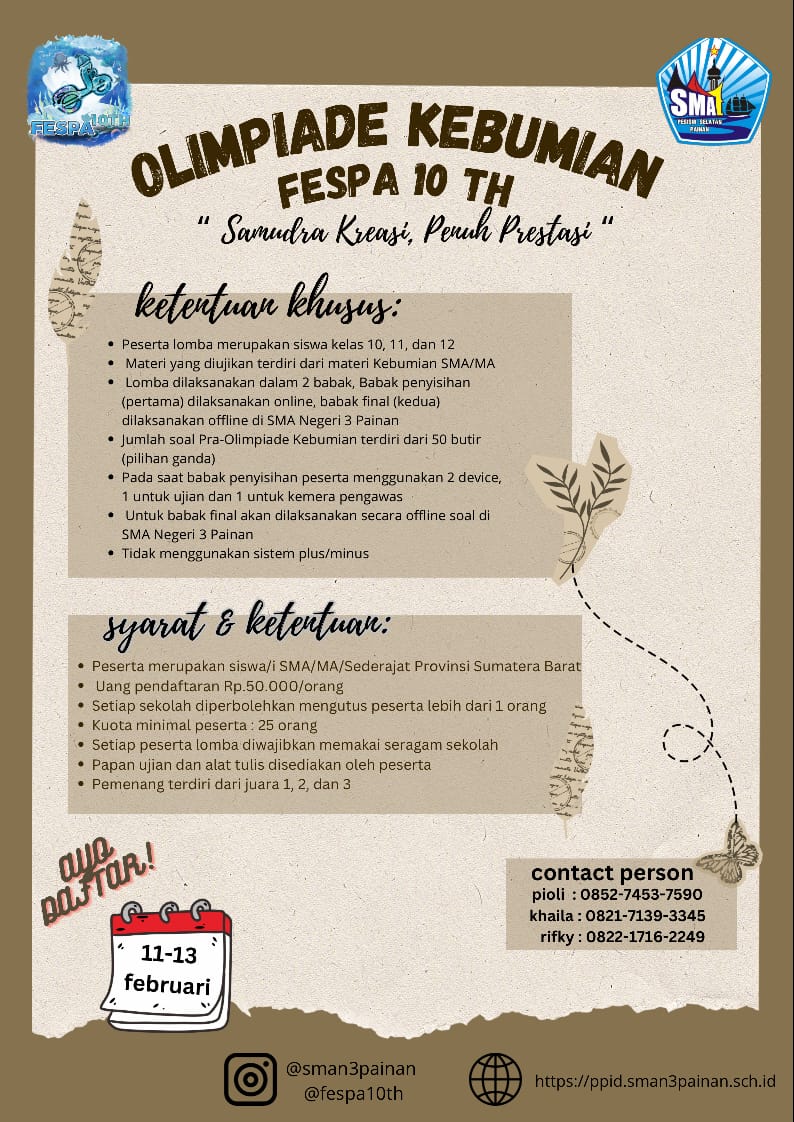 FESPA 10TH
SMA
PESISIR SELATAN
PAINAN
OLIMPIADE KEBUMIAN
FESPA 10 TH
“ Samudra Kreasi, Penuh Prestasi “
ketentuan khusus:
• Peserta lomba merupakan siswa kelas 10, 11, dan 12
• Materi yang diujikan terdiri dari materi Kebumian SMA/MA
• Lomba dilaksanakan dalam 2 babak, Babak penyisihan
(pertama) dilaksanakan online, babak final (kedua)
dilaksanakan offline di SMA Negeri 3 Painan
• Jumlah soal Pra-Olimpiade Kebumian terdiri dari 50 butir
(pilihan ganda)
• Pada saat babak penyisihan peserta menggunakan 2 device,
1 untuk ujian dan 1 untuk kemera pengawas
• Untuk babak final akan dilaksanakan secara offline soal di
SMA Negeri 3 Painan
• Tidak menggunakan sistem plus/minus
syarat & ketentuan:
• Peserta merupakan siswa/i SMA/MA/Sederajat Provinsi Sumatera Barat
• Uang pendaftaran Rp.50.000/orang
• Setiap sekolah diperbolehkan mengutus peserta lebih dari 1 orang
• Kuota minimal peserta : 25 orang
• Setiap peserta lomba diwajibkan memakai seragam sekolah
• Papan ujian dan alat tulis disediakan oleh peserta
• Pemenang terdiri dari juara 1, 2, dan 3
AYO
DAFTAR!
11-13
februari
contact person
pioli : 0852-7453-7590
khaila : 0821-7139-3345
rifky : 0822-1716-2249
@sman3painan
@fespa10th
https://ppid.sman3painan.sch.id